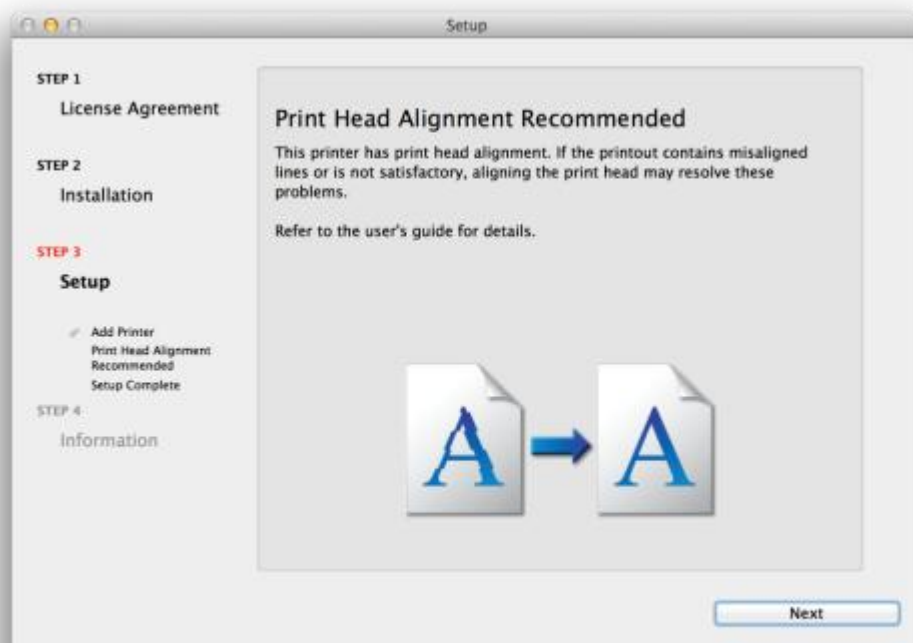 Setup
STEP 1
License Agreement
STEP 2
Installation
STEP 3
Setup
Add Printer
Print Head Alignment
Recommended
Setup Complete
STEP 4
Information
Print Head Alignment Recommended
This printer has print head alignment. If the printout contains misaligned
lines or is not satisfactory, aligning the print head may resolve these
problems.
Refer to the user's guide for details.
A
A
Next